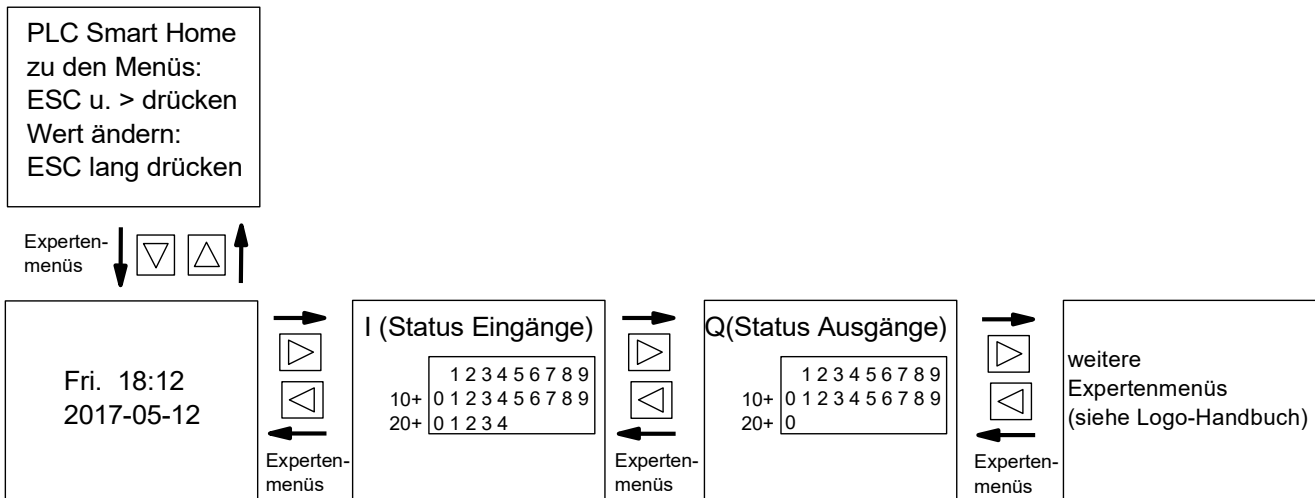 PLC Smart Home
zu den Menüs:
ESC u. > drücken
Wert ändern:
ESC lang drücken
Experten-
menüs
Fri. 18:12
2017-05-12
Experten-
menüs
I (Status Eingänge)
1 2 3 4 5 6 7 8 9
10+ 0 1 2 3 4 5 6 7 8 9
20+ 0 1 2 3 4
Experten-
menüs
Q(Status Ausgänge)
1 2 3 4 5 6 7 8 9
10+ 0 1 2 3 4 5 6 7 8 9
20+ 0
Experten-
menüs
weitere
Expertenmenüs
(siehe Logo-Handbuch)